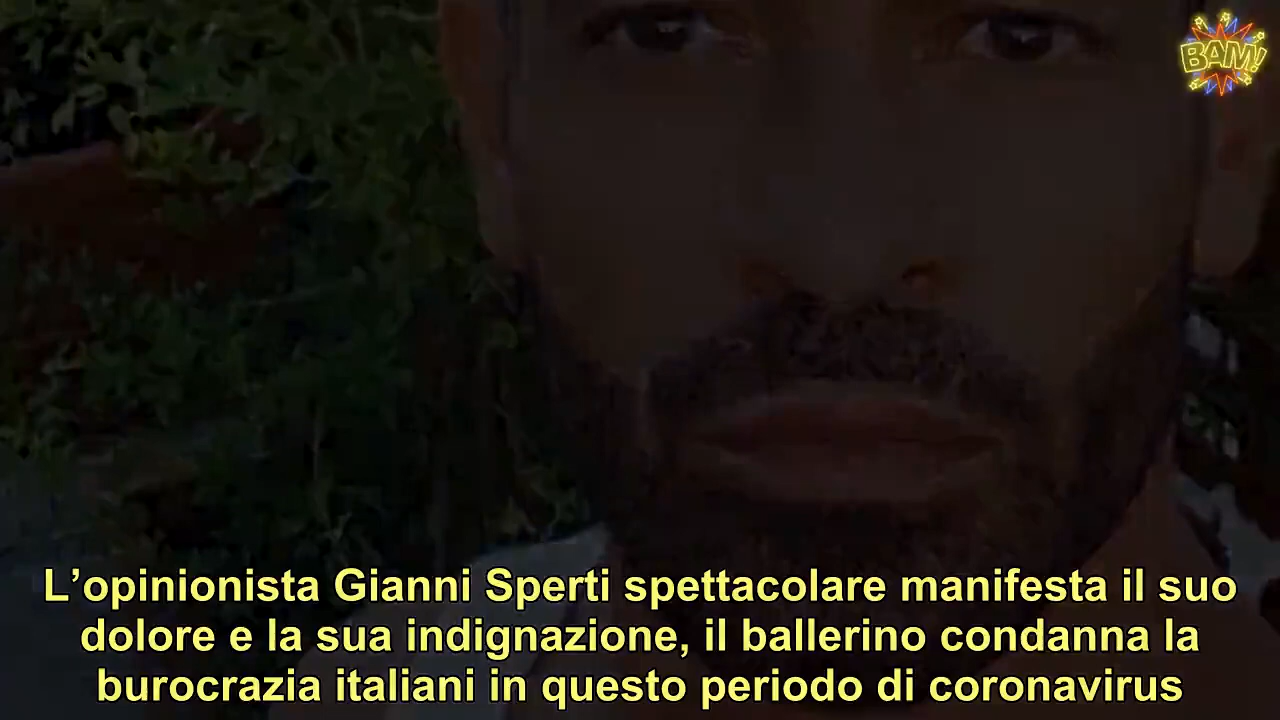 BAM!
L’opinionista Gianni Sperti spettacolare manifesta il suo
dolore e la sua indignazione, il ballerino condanna la
burocrazia italiani in questo periodo di coronavirus